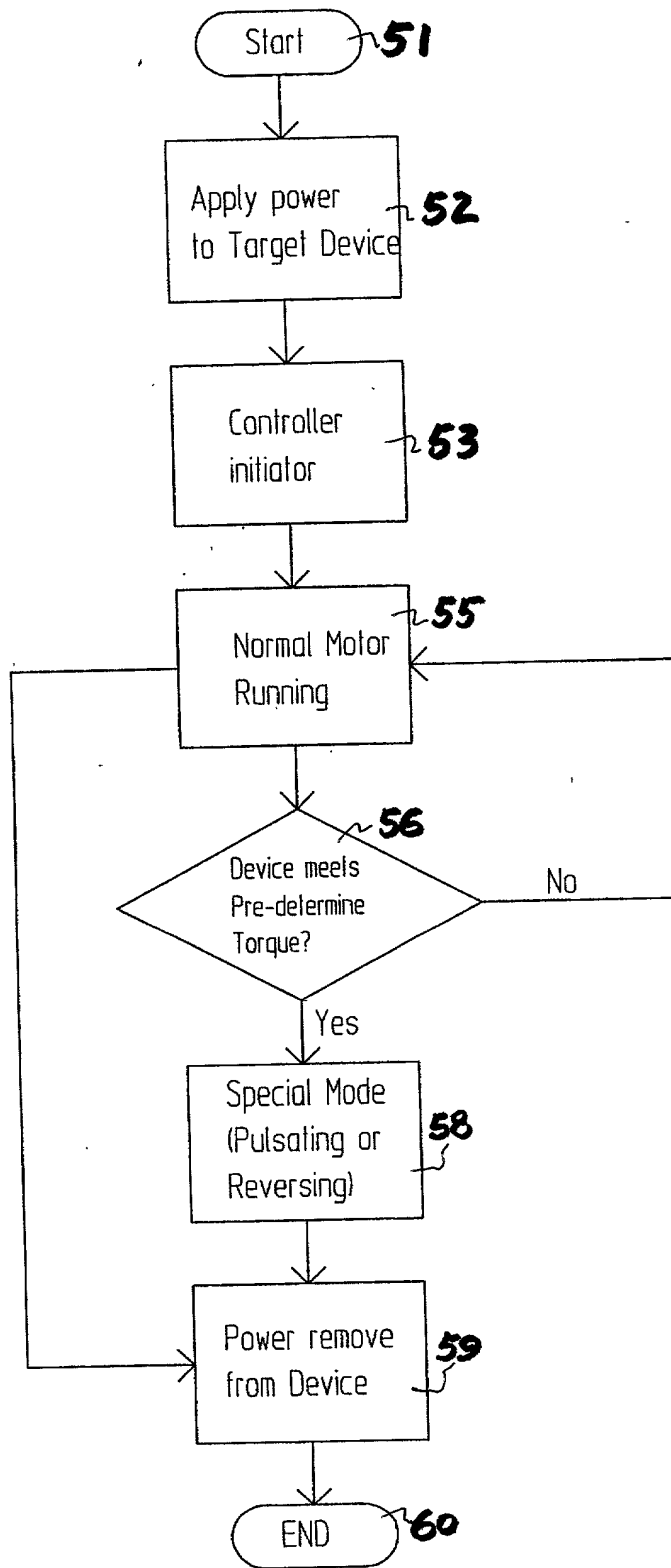 Start
51
Apply power
to Target Device
52
Controller
initiator
53
55
Normal Motor
Running
56
Device meets
Pre-determine
Torque?
No
Yes
Special Mode
(Pulsating or
Reversing)
58
Power remove
from Device
59
END
60